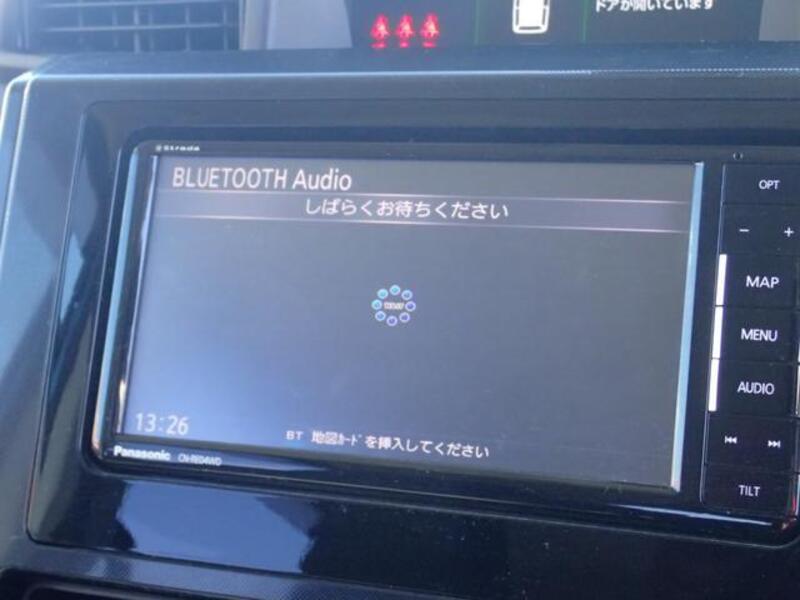 ドアが開いています
Strada
BLUETOOTH Audio
しばらくお待ちください
13:26
BT 地図ｶｰﾄﾞを挿入してください
Panasonic CN-RE04WD
OPT
− +
MAP
MENU
AUDIO
TILT